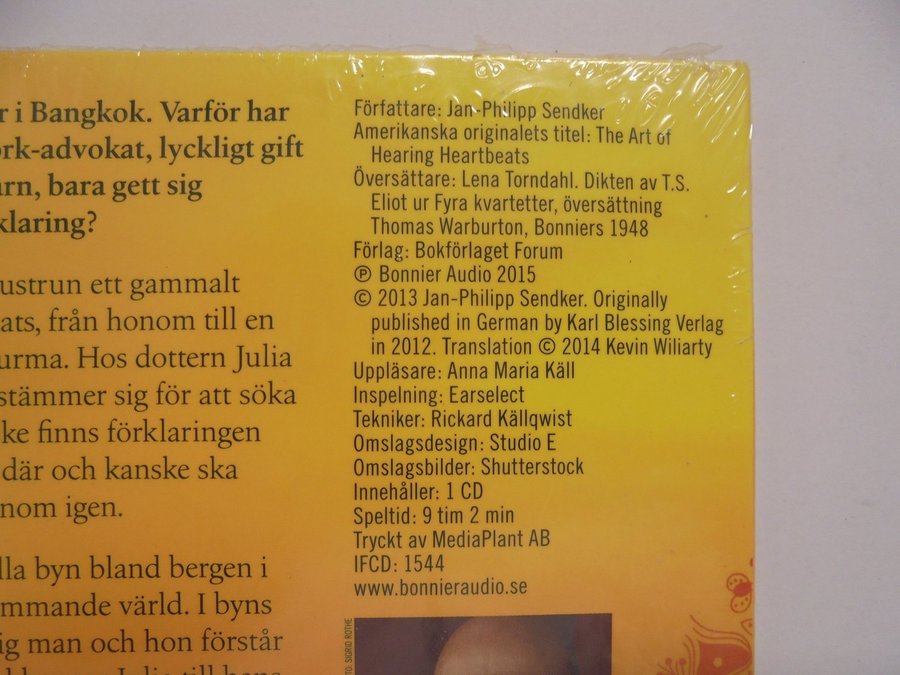 r i Bangkok. Varför har
ork-advokat, lyckligt gift
arn, bara gett sig
klaring?
ustrun ett gammalt
ats, från honom till en
urma. Hos dottern Julia
stämmer sig för att söka
ke finns förklaringen
där och kanske ska
nom igen.
lla byn bland bergen i
mmande värld. I byns
ig man och hon förstår
Författare: Jan-Philipp Sendker
Amerikanska originalets titel: The Art of
Hearing Heartbeats
Översättare: Lena Torndahl. Dikten av T.S.
Eliot ur Fyra kvartetter, översättning
Thomas Warburton, Bonniers 1948
Förlag: Bokförlaget Forum
℗ Bonnier Audio 2015
© 2013 Jan-Philipp Sendker. Originally
published in German by Karl Blessing Verlag
in 2012. Translation © 2014 Kevin Wiliarty
Uppläsare: Anna Maria Käll
Inspelning: Earselect
Tekniker: Rickard Källqwist
Omslagsdesign: Studio E
Omslagsbilder: Shutterstock
Innehåller: 1 CD
Speltid: 9 tim 2 min
Tryckt av MediaPlant AB
IFCD: 1544
www.bonnieraudio.se
TO: SIGRID ROTHE